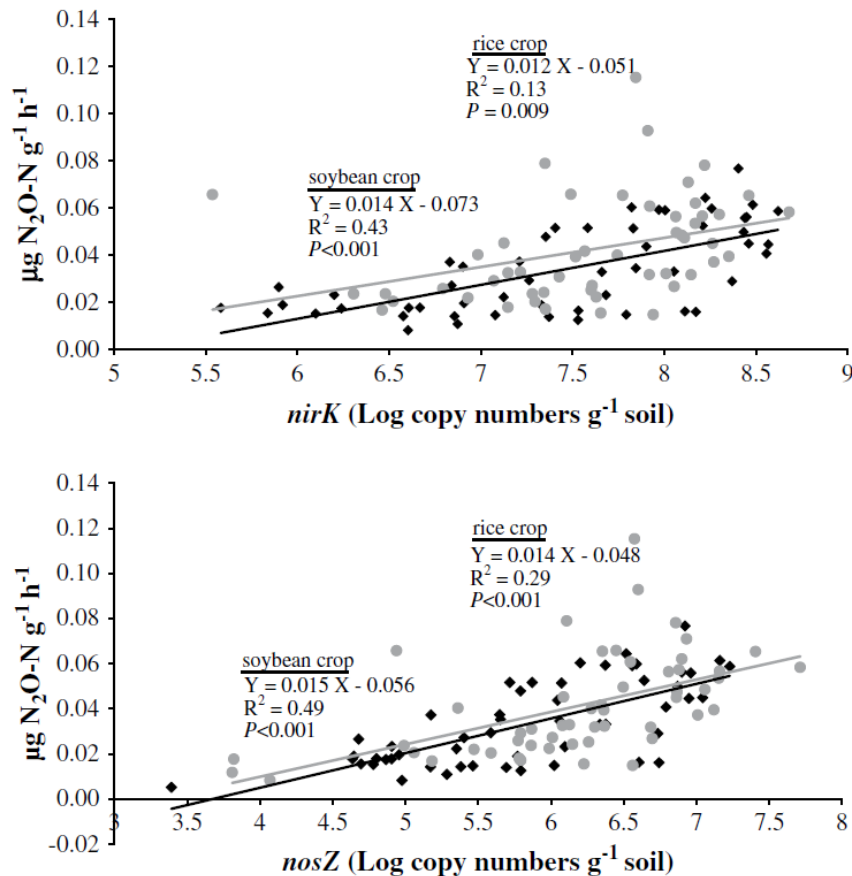 0.14
0.12
0.10
0.08
0.06
0.04
0.02
0.00
µg N₂O-N g⁻¹ h⁻¹
rice crop
Y = 0.012 X - 0.051
R² = 0.13
P = 0.009
soybean crop
Y = 0.014 X - 0.073
R² = 0.43
P<0.001
5 5.5 6 6.5 7 7.5 8 8.5 9
nirK (Log copy numbers g⁻¹ soil)
0.14
0.12
0.10
0.08
0.06
0.04
0.02
0.00
-0.02
µg N₂O-N g⁻¹ h⁻¹
rice crop
Y = 0.014 X - 0.048
R² = 0.29
P<0.001
soybean crop
Y = 0.015 X - 0.056
R² = 0.49
P<0.001
3 3.5 4 4.5 5 5.5 6 6.5 7 7.5 8
nosZ (Log copy numbers g⁻¹ soil)